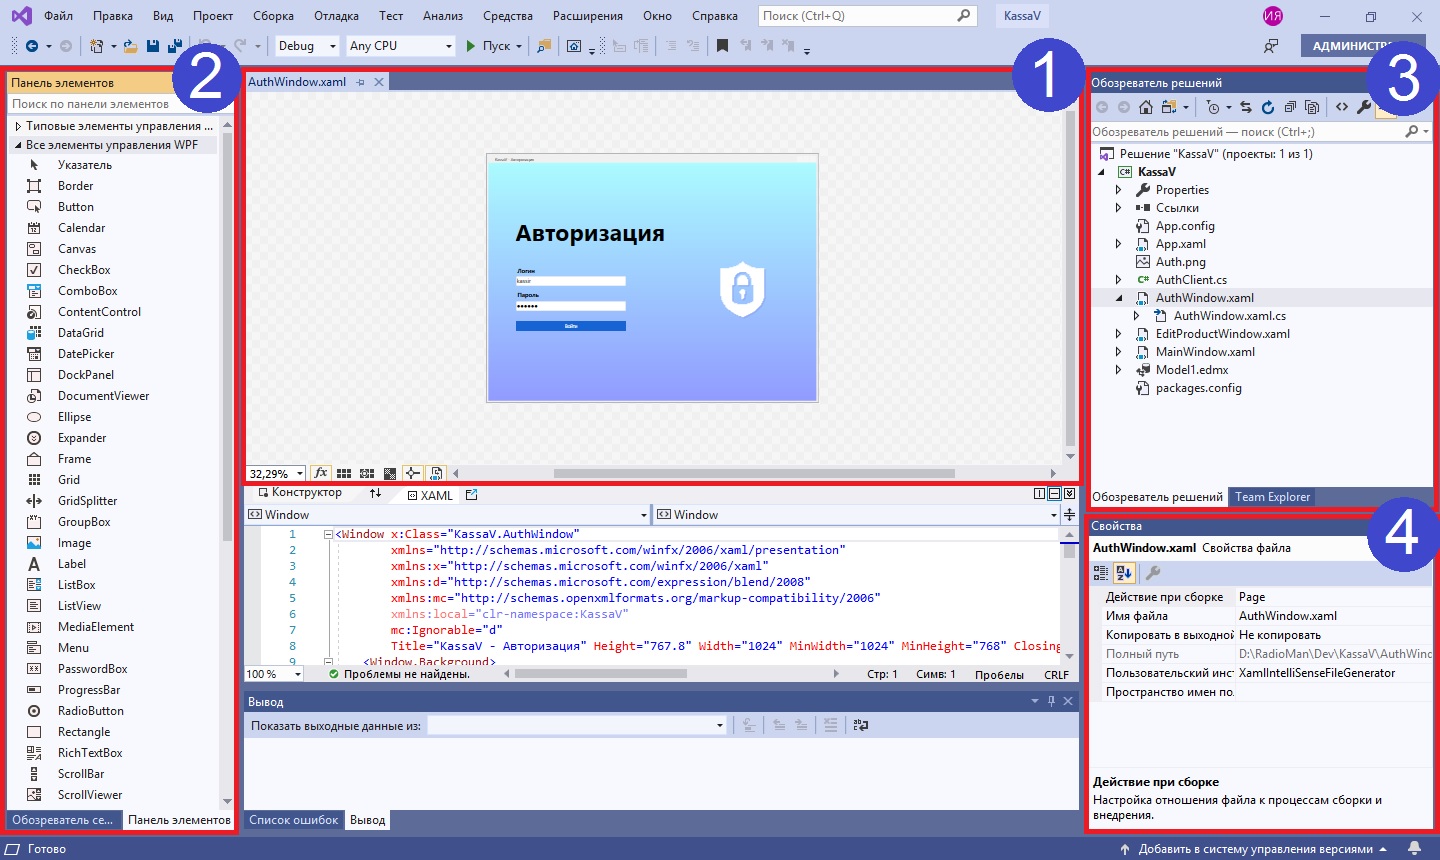 Файл Правка Вид Проект Сборка Отладка Тест Анализ Средства Расширения Окно Справка Поиск (Ctrl+Q) KassaV ИЯ
Debug Any CPU Пуск АДМИНИСТР
2
1
3
4
Панель элементов
Поиск по панели элементов
Типовые элементы управления ...
Все элементы управления WPF
Указатель
Border
Button
Calendar
Canvas
CheckBox
ComboBox
ContentControl
DataGrid
DatePicker
DockPanel
DocumentViewer
Ellipse
Expander
Frame
Grid
GridSplitter
GroupBox
Image
Label
ListBox
ListView
MediaElement
Menu
PasswordBox
ProgressBar
RadioButton
Rectangle
RichTextBox
ScrollBar
ScrollViewer
Обозреватель се... Панель элементов
AuthWindow.xaml
KassaV - Авторизация
Авторизация
Логин
kassir
Пароль
••••••
Войти
32,29% fx
Конструктор XAML
Window Window
1 <Window x:Class="KassaV.AuthWindow"
2 xmlns="http://schemas.microsoft.com/winfx/2006/xaml/presentation"
3 xmlns:x="http://schemas.microsoft.com/winfx/2006/xaml"
4 xmlns:d="http://schemas.microsoft.com/expression/blend/2008"
5 xmlns:mc="http://schemas.openxmlformats.org/markup-compatibility/2006"
6 xmlns:local="clr-namespace:KassaV"
7 mc:Ignorable="d"
8 Title="KassaV - Авторизация" Height="767.8" Width="1024" MinWidth="1024" MinHeight="768" Closing
9 <Window.Background>
100 % Проблемы не найдены. Стр: 1 Симв: 1 Пробелы CRLF
Вывод
Показать выходные данные из:
Список ошибок Вывод
Обозреватель решений
Обозреватель решений — поиск (Ctrl+;)
Решение "KassaV" (проекты: 1 из 1)
C# KassaV
Properties
Ссылки
App.config
App.xaml
Auth.png
C# AuthClient.cs
AuthWindow.xaml
AuthWindow.xaml.cs
EditProductWindow.xaml
MainWindow.xaml
Model1.edmx
packages.config
Обозреватель решений Team Explorer
Свойства
AuthWindow.xaml Свойства файла
Действие при сборке Page
Имя файла AuthWindow.xaml
Копировать в выходной Не копировать
Полный путь D:\RadioMan\Dev\KassaV\AuthWind
Пользовательский инст XamlIntelliSenseFileGenerator
Пространство имен по
Действие при сборке
Настройка отношения файла к процессам сборки и
внедрения.
Готово Добавить в систему управления версиями